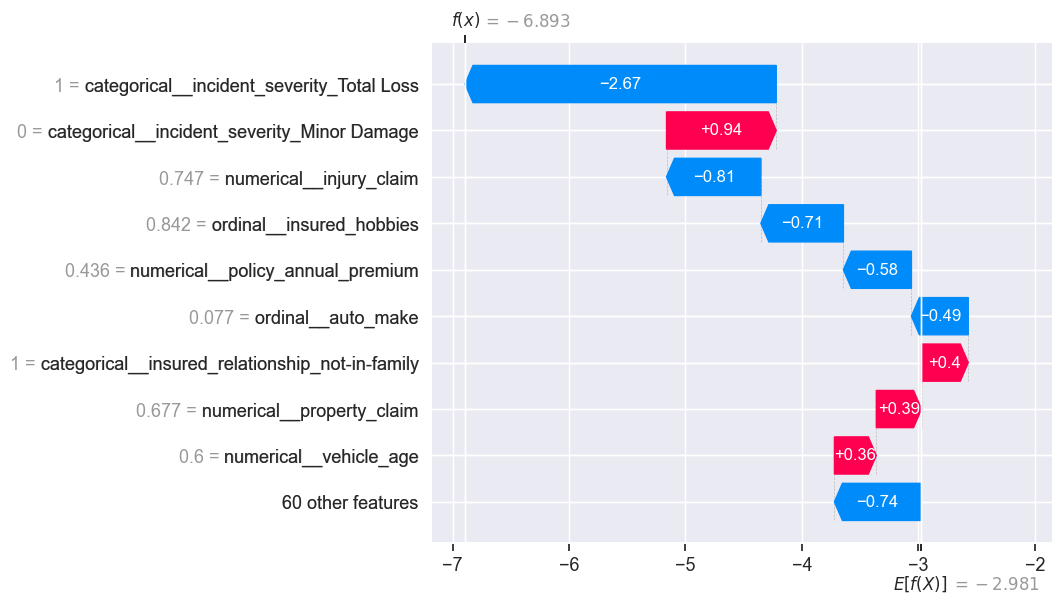 f(x) = −6.893
1 = categorical__incident_severity_Total Loss −2.67
0 = categorical__incident_severity_Minor Damage +0.94
0.747 = numerical__injury_claim −0.81
0.842 = ordinal__insured_hobbies −0.71
0.436 = numerical__policy_annual_premium −0.58
0.077 = ordinal__auto_make −0.49
1 = categorical__insured_relationship_not-in-family +0.4
0.677 = numerical__property_claim +0.39
0.6 = numerical__vehicle_age +0.36
60 other features −0.74
−7 −6 −5 −4 −3 −2
E[f(X)] = −2.981